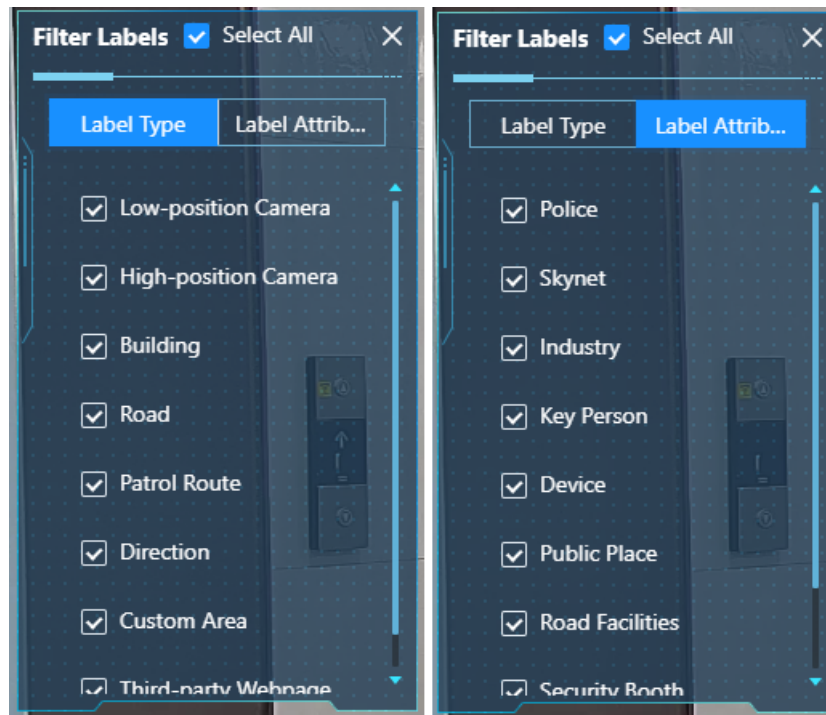 Filter Labels Select All
Label Type Label Attrib...
Low-position Camera
High-position Camera
Building
Road
Patrol Route
Direction
Custom Area
Third-party Webpage
Filter Labels Select All
Label Type Label Attrib...
Police
Skynet
Industry
Key Person
Device
Public Place
Road Facilities
Security Booth